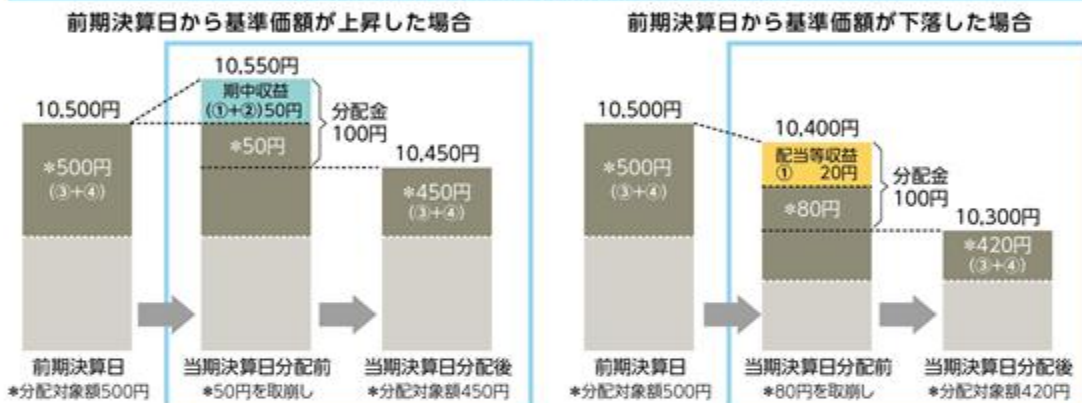 前期決算日から基準価額が上昇した場合
10,500円
*500円
(③+④)
10,550円
期中収益
(①+②)50円
*50円
分配金
100円
10,450円
*450円
(③+④)
前期決算日
*分配対象額500円
当期決算日分配前
*50円を取崩し
当期決算日分配後
*分配対象額450円
前期決算日から基準価額が下落した場合
10,500円
*500円
(③+④)
10,400円
配当等収益
① 20円
*80円
分配金
100円
10,300円
*420円
(③+④)
前期決算日
*分配対象額500円
当期決算日分配前
*80円を取崩し
当期決算日分配後
*分配対象額420円